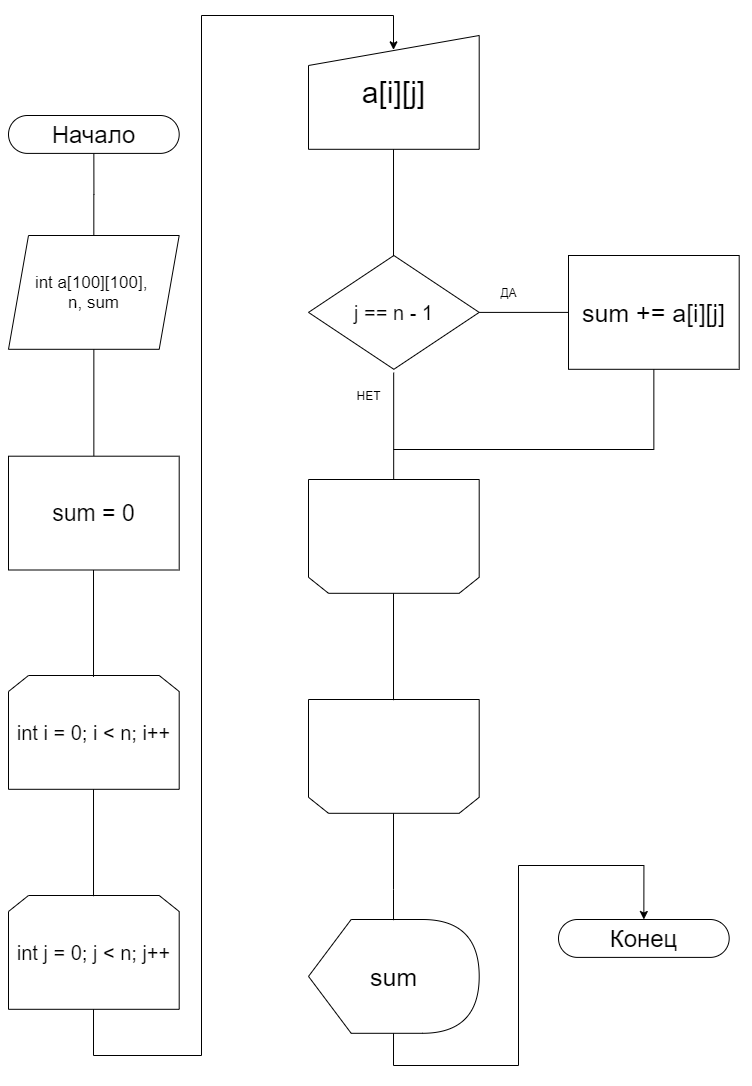 Начало
int a[100][100],
n, sum
sum = 0
int i = 0; i < n; i++
int j = 0; j < n; j++
a[i][j]
j == n - 1
ДА
sum += a[i][j]
НЕТ
sum
Конец